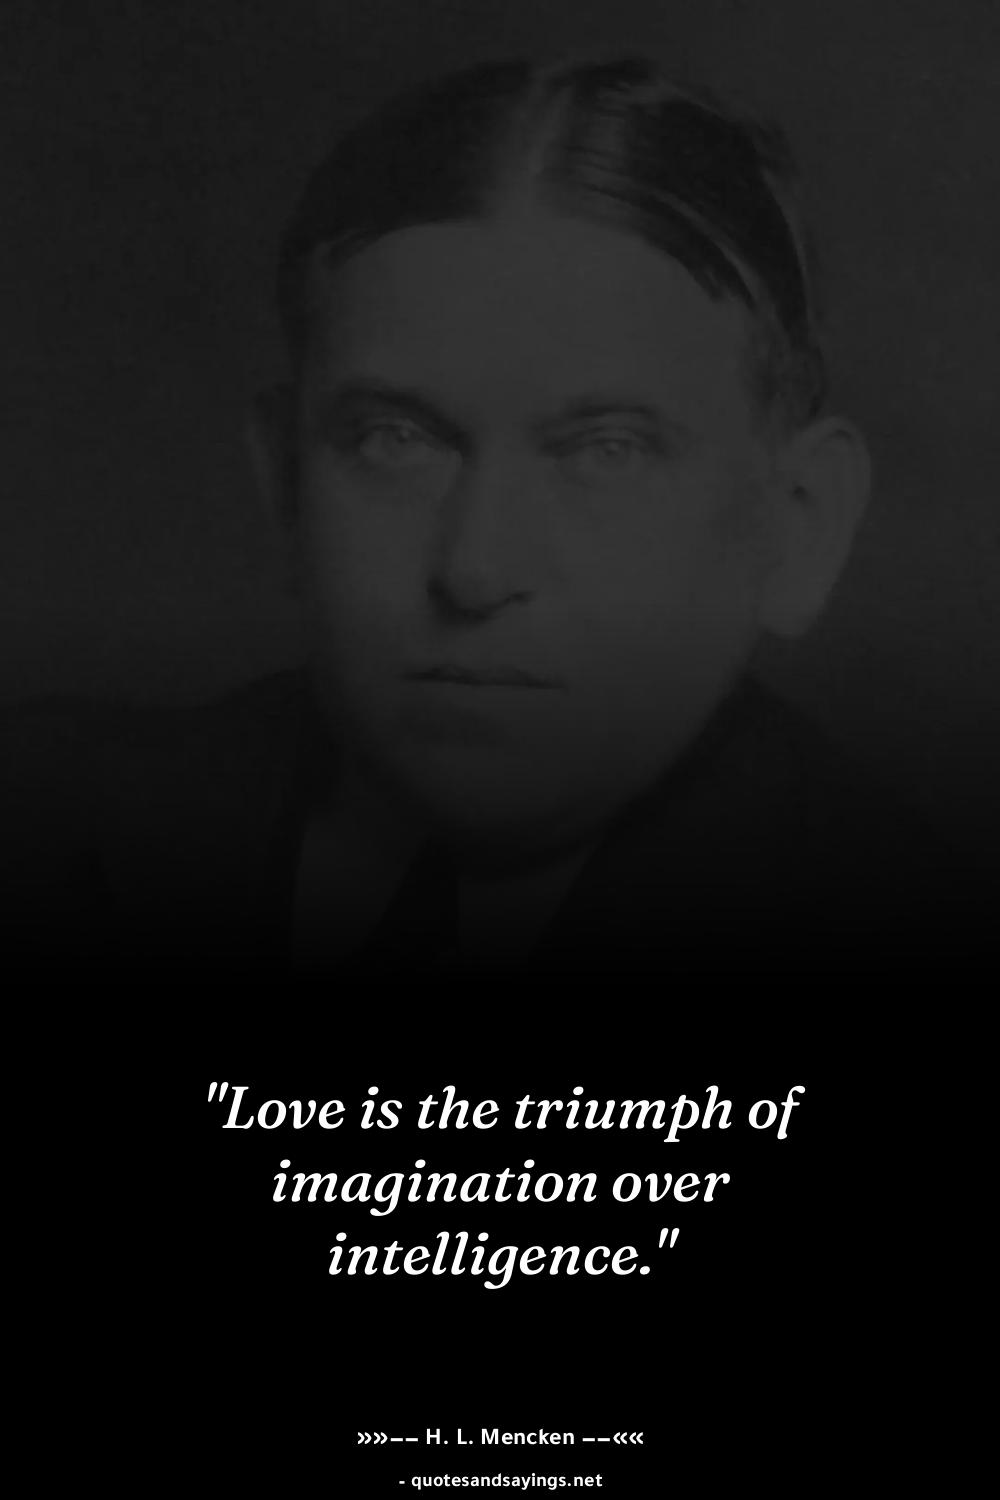 "Love is the triumph of
imagination over
intelligence."
»»–– H. L. Mencken ––««
- quotesandsayings.net